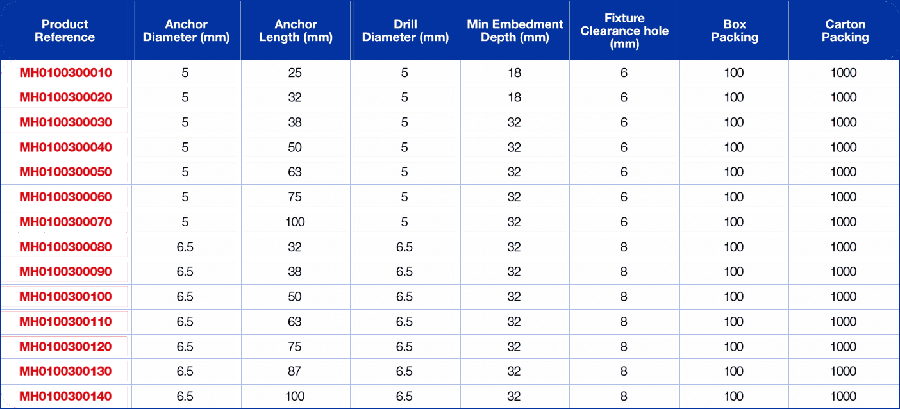 Product Reference Anchor Diameter (mm) Anchor Length (mm) Drill Diameter (mm) Min Embedment Depth (mm) Fixture Clearance hole (mm) Box Packing Carton Packing
MH0100300010 5 25 5 18 6 100 1000
MH0100300020 5 32 5 18 6 100 1000
MH0100300030 5 38 5 32 6 100 1000
MH0100300040 5 50 5 32 6 100 1000
MH0100300050 5 63 5 32 6 100 1000
MH0100300060 5 75 5 32 6 100 1000
MH0100300070 5 100 5 32 6 100 1000
MH0100300080 6.5 32 6.5 32 8 100 1000
MH0100300090 6.5 38 6.5 32 8 100 1000
MH0100300100 6.5 50 6.5 32 8 100 1000
MH0100300110 6.5 63 6.5 32 8 100 1000
MH0100300120 6.5 75 6.5 32 8 100 1000
MH0100300130 6.5 87 6.5 32 8 100 1000
MH0100300140 6.5 100 6.5 32 8 100 1000